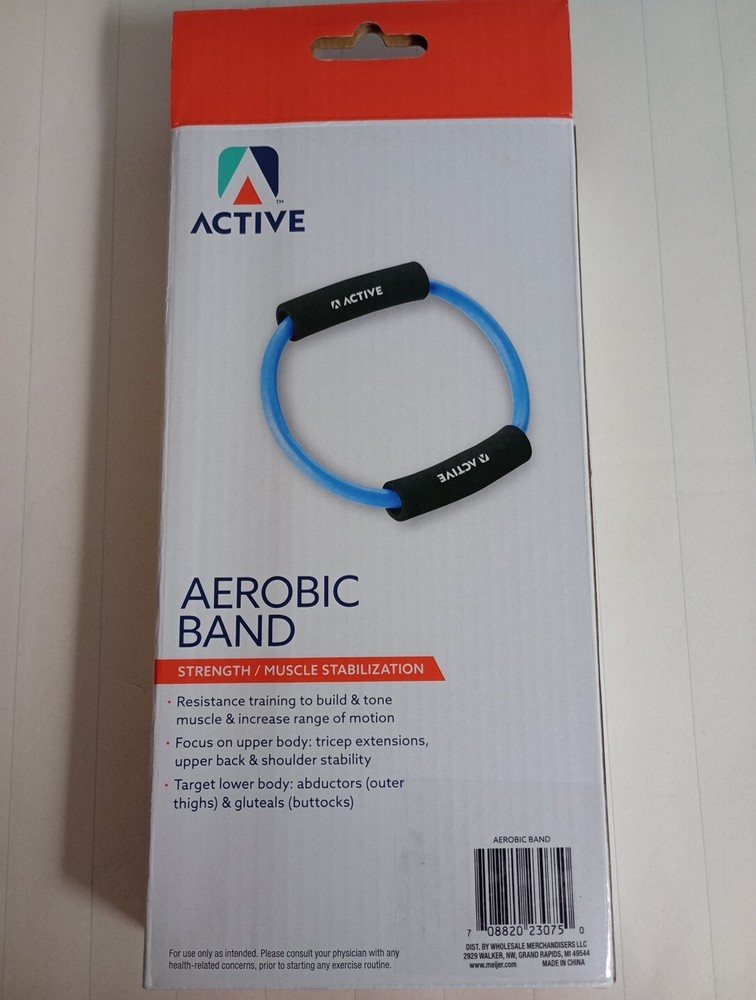 TM
ACTIVE
ACTIVE
ACTIVE
AEROBIC
BAND
STRENGTH / MUSCLE STABILIZATION
• Resistance training to build & tone
muscle & increase range of motion
• Focus on upper body: tricep extensions,
upper back & shoulder stability
• Target lower body: abductors (outer
thighs) & gluteals (buttocks)
AEROBIC BAND
7 08820 23075 0
DIST. BY WHOLESALE MERCHANDISERS LLC
2929 WALKER, NW, GRAND RAPIDS, MI 49544
www.meijer.com MADE IN CHINA
For use only as intended. Please consult your physician with any
health-related concerns, prior to starting any exercise routine.